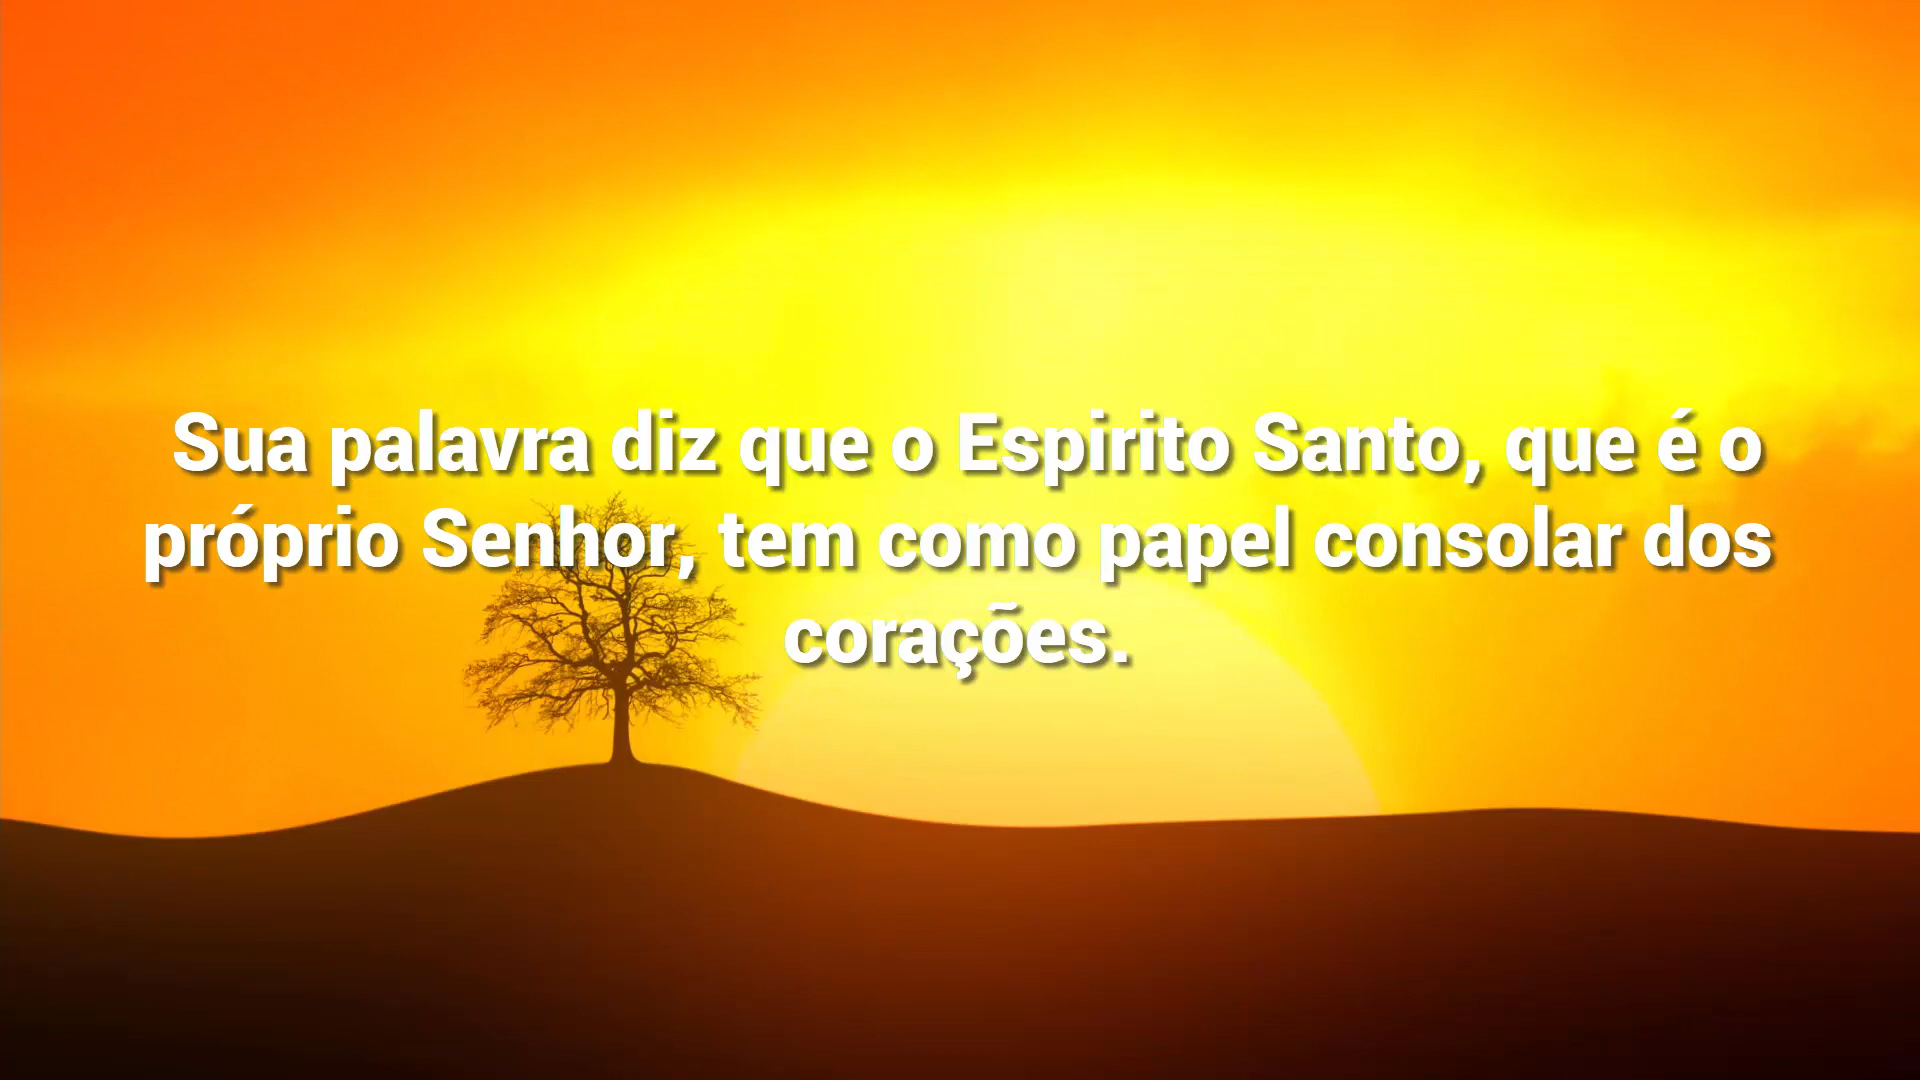 Sua palavra diz que o Espirito Santo, que é o
próprio Senhor, tem como papel consolar dos
corações.